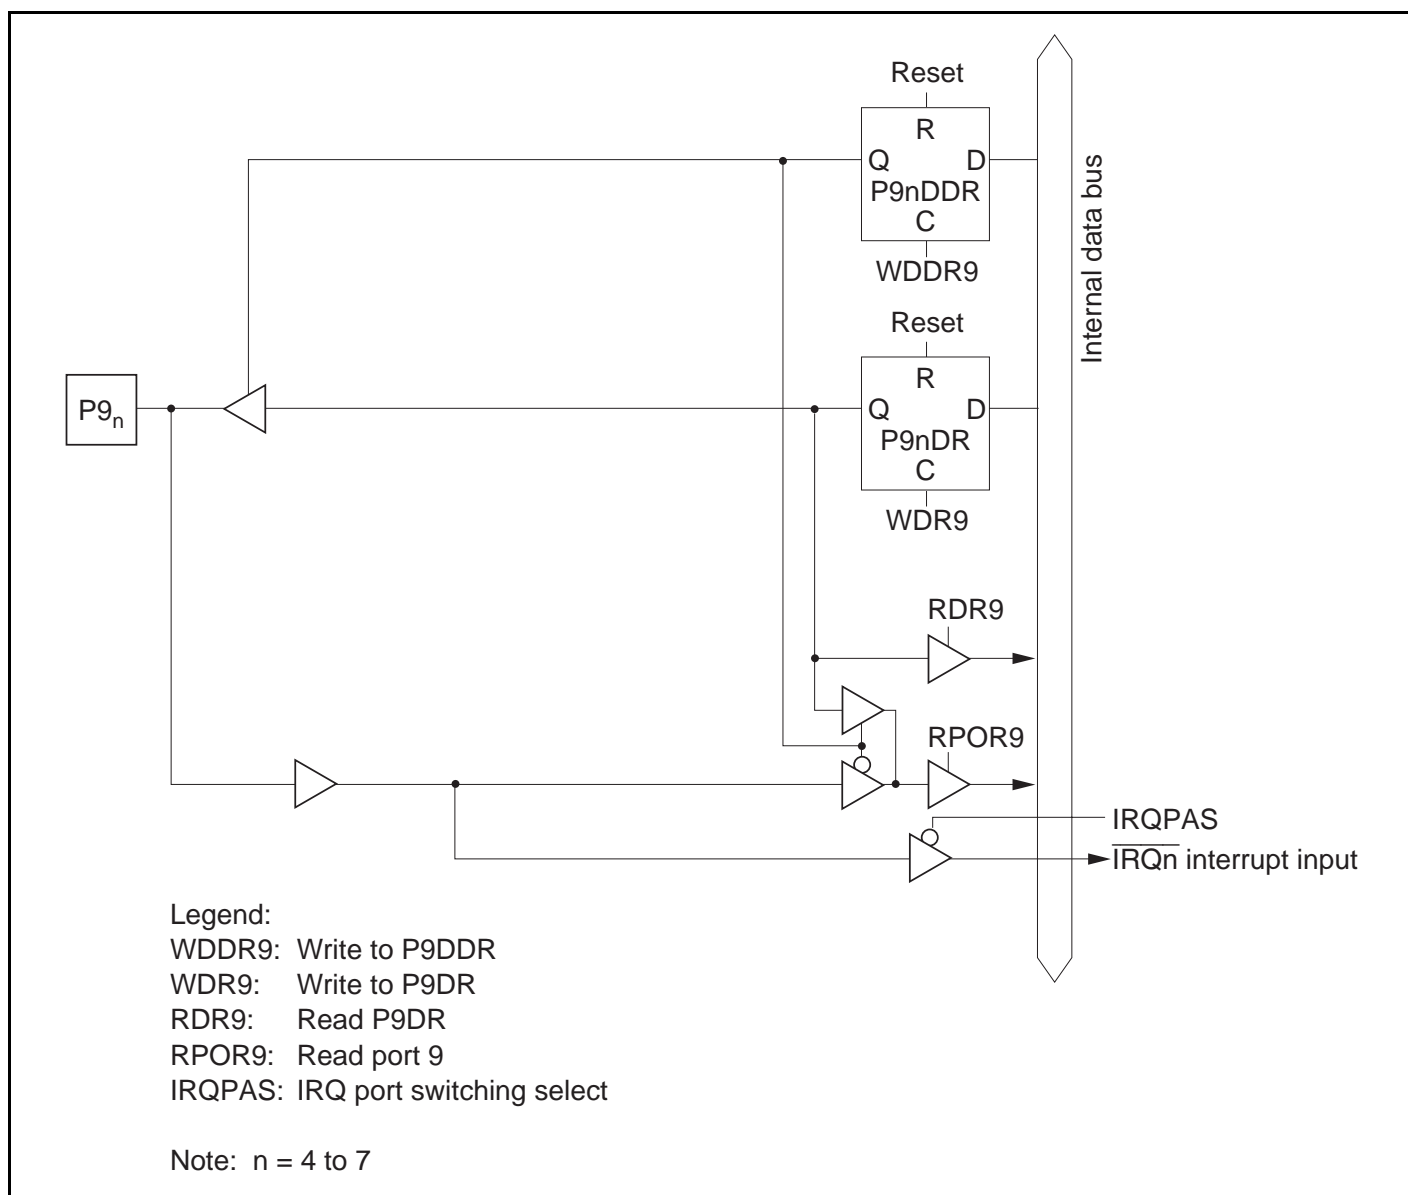 Reset
R
Q D
P9nDDR
C
WDDR9
Internal data bus
Reset
R
P9n
Q D
P9nDR
C
WDR9
RDR9
RPOR9
IRQPAS
IRQn interrupt input
Legend:
WDDR9: Write to P9DDR
WDR9: Write to P9DR
RDR9: Read P9DR
RPOR9: Read port 9
IRQPAS: IRQ port switching select
Note: n = 4 to 7